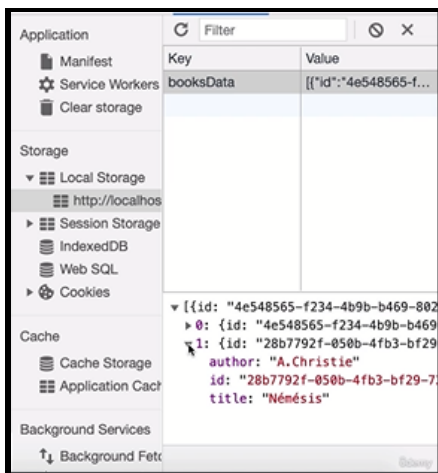 Application
Manifest
Service Workers
Clear storage
Storage
Local Storage
http://localhos
Session Storage
IndexedDB
Web SQL
Cookies
Cache
Cache Storage
Application Cach
Background Services
Background Fetc
Filter
Key Value
booksData [{"id":"4e548565-f...
[{id: "4e548565-f234-4b9b-b469-802
0: {id: "4e548565-f234-4b9b-b469
1: {id: "28b7792f-050b-4fb3-bf29
author: "A.Christie"
id: "28b7792f-050b-4fb3-bf29-7
title: "Némésis"
Udemy